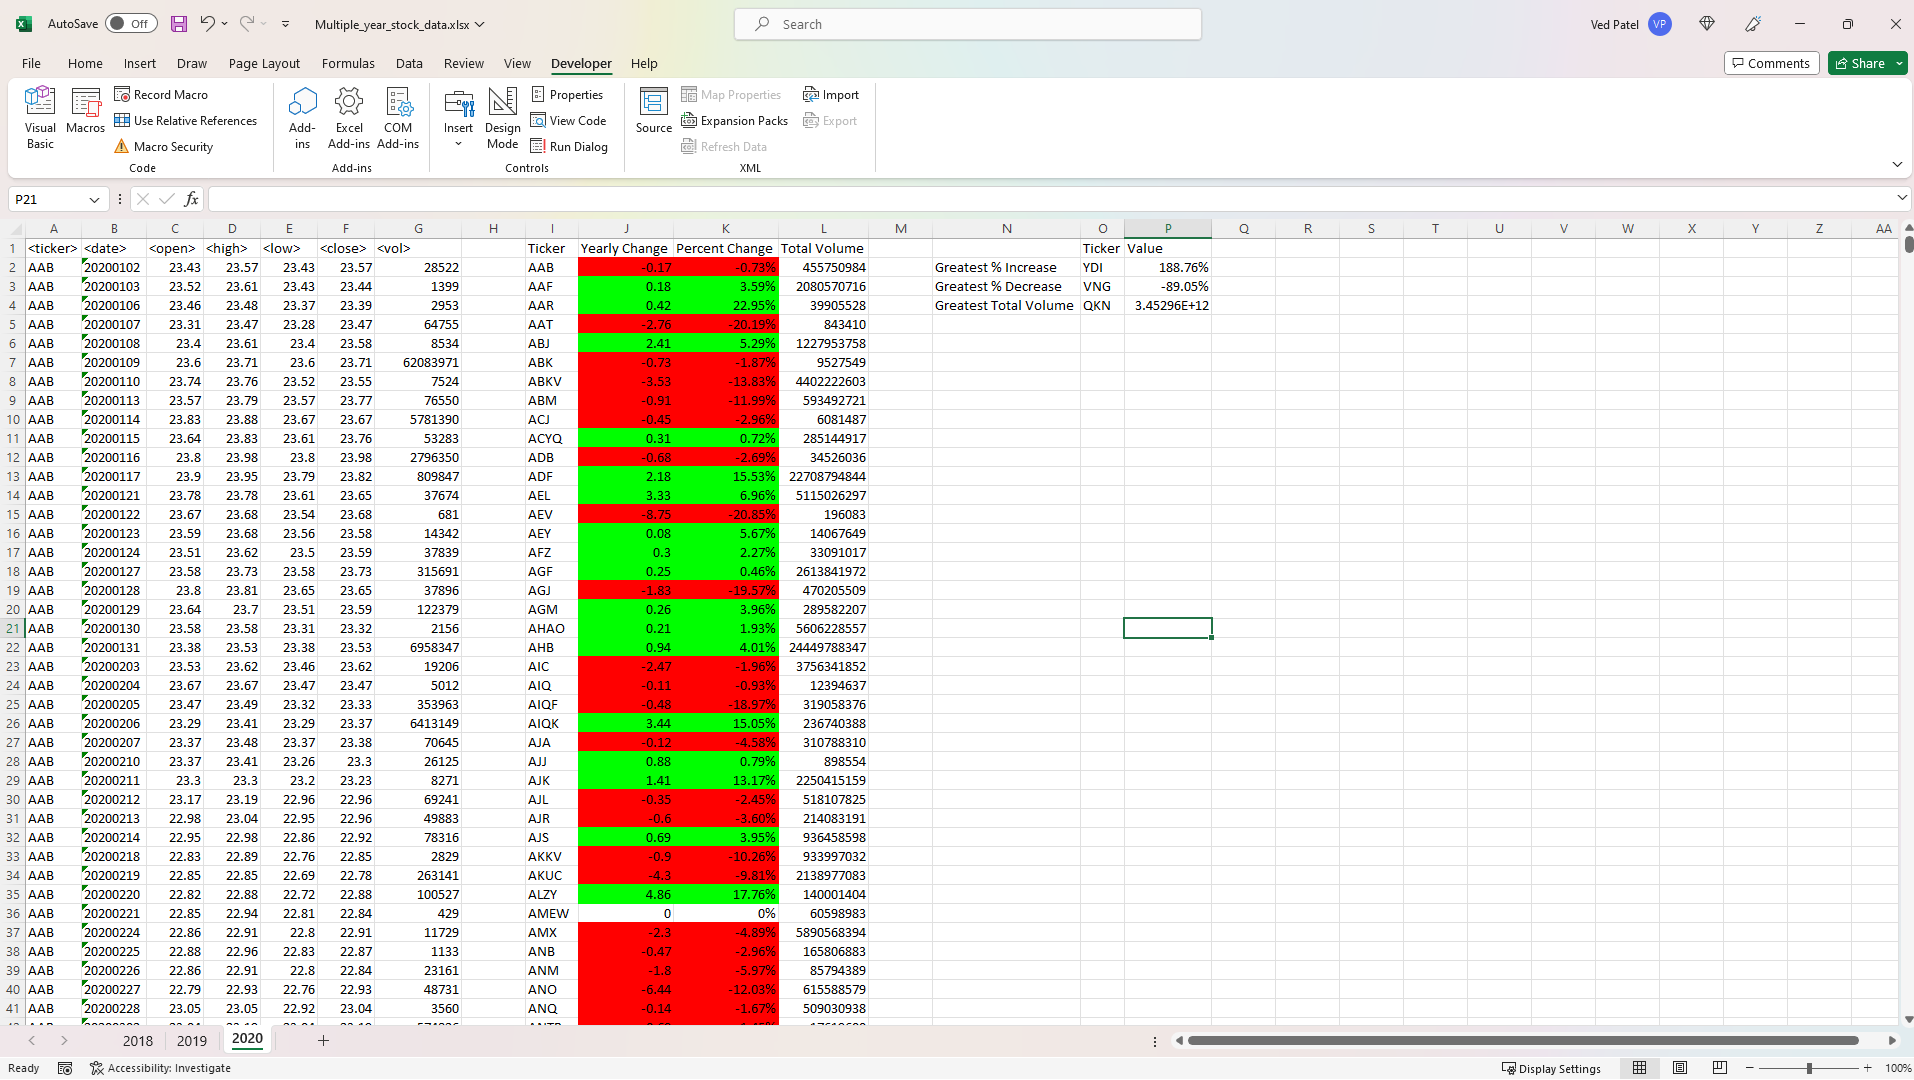 AutoSave Off Multiple_year_stock_data.xlsx Search Ved Patel VP
File Home Insert Draw Page Layout Formulas Data Review View Developer Help Comments Share
Visual Basic Macros Record Macro Use Relative References Macro Security Code
Add-ins Excel Add-ins COM Add-ins Add-ins
Insert Design Mode Properties View Code Run Dialog Controls
Source Map Properties Expansion Packs Refresh Data Import Export XML
P21 fx
A B C D E F G H I J K L M N O P Q R S T U V W X Y Z AA
1 <ticker> <date> <open> <high> <low> <close> <vol> Ticker Yearly Change Percent Change Total Volume Ticker Value
2 AAB 20200102 23.43 23.57 23.43 23.57 28522 AAB -0.17 -0.73% 455750984 Greatest % Increase YDI 188.76%
3 AAB 20200103 23.52 23.61 23.43 23.44 1399 AAF 0.18 3.59% 2080570716 Greatest % Decrease VNG -89.05%
4 AAB 20200106 23.46 23.48 23.37 23.39 2953 AAR 0.42 22.95% 39905528 Greatest Total Volume QKN 3.45296E+12
5 AAB 20200107 23.31 23.47 23.28 23.47 64755 AAT -2.76 -20.19% 843410
6 AAB 20200108 23.4 23.61 23.4 23.58 8534 ABJ 2.41 5.29% 1227953758
7 AAB 20200109 23.6 23.71 23.6 23.71 62083971 ABK -0.73 -1.87% 9527549
8 AAB 20200110 23.74 23.76 23.52 23.55 7524 ABKV -3.53 -13.83% 4402222603
9 AAB 20200113 23.57 23.79 23.57 23.77 76550 ABM -0.91 -11.99% 593492721
10 AAB 20200114 23.83 23.88 23.67 23.67 5781390 ACJ -0.45 -2.96% 6081487
11 AAB 20200115 23.64 23.83 23.61 23.76 53283 ACYQ 0.31 0.72% 285144917
12 AAB 20200116 23.8 23.98 23.8 23.98 2796350 ADB -0.68 -2.69% 34526036
13 AAB 20200117 23.9 23.95 23.79 23.82 809847 ADF 2.18 15.53% 22708794844
14 AAB 20200121 23.78 23.78 23.61 23.65 37674 AEL 3.33 6.96% 5115026297
15 AAB 20200122 23.67 23.68 23.54 23.68 681 AEV -8.75 -20.85% 196083
16 AAB 20200123 23.59 23.68 23.56 23.58 14342 AEY 0.08 5.67% 14067649
17 AAB 20200124 23.51 23.62 23.5 23.59 37839 AFZ 0.3 2.27% 33091017
18 AAB 20200127 23.58 23.73 23.58 23.73 315691 AGF 0.25 0.46% 2613841972
19 AAB 20200128 23.8 23.81 23.65 23.65 37896 AGJ -1.83 -19.57% 470205509
20 AAB 20200129 23.64 23.7 23.51 23.59 122379 AGM 0.26 3.96% 289582207
21 AAB 20200130 23.58 23.58 23.31 23.32 2156 AHAO 0.21 1.93% 5606228557
22 AAB 20200131 23.38 23.53 23.38 23.53 6958347 AHB 0.94 4.01% 24449788347
23 AAB 20200203 23.53 23.62 23.46 23.62 19206 AIC -2.47 -1.96% 3756341852
24 AAB 20200204 23.67 23.67 23.47 23.47 5012 AIQ -0.11 -0.93% 12394637
25 AAB 20200205 23.47 23.49 23.32 23.33 353963 AIQF -0.48 -18.97% 319058376
26 AAB 20200206 23.29 23.41 23.29 23.37 6413149 AIQK 3.44 15.05% 236740388
27 AAB 20200207 23.37 23.48 23.37 23.38 70645 AJA -0.12 -4.58% 310788310
28 AAB 20200210 23.37 23.41 23.26 23.3 26125 AJJ 0.88 0.79% 898554
29 AAB 20200211 23.3 23.3 23.2 23.23 8271 AJK 1.41 13.17% 2250415159
30 AAB 20200212 23.17 23.19 22.96 22.96 69241 AJL -0.35 -2.45% 518107825
31 AAB 20200213 22.98 23.04 22.95 22.96 49883 AJR -0.6 -3.60% 214083191
32 AAB 20200214 22.95 22.98 22.86 22.92 78316 AJS 0.69 3.95% 936458598
33 AAB 20200218 22.83 22.89 22.76 22.85 2829 AKKV -0.9 -10.26% 933997032
34 AAB 20200219 22.85 22.85 22.69 22.78 263141 AKUC -4.3 -9.81% 2138977083
35 AAB 20200220 22.82 22.88 22.72 22.88 100527 ALZY 4.86 17.76% 140001404
36 AAB 20200221 22.85 22.94 22.81 22.84 429 AMEW 0 0% 60598983
37 AAB 20200224 22.86 22.91 22.8 22.91 11729 AMX -2.3 -4.89% 5890568394
38 AAB 20200225 22.88 22.96 22.83 22.87 1133 ANB -0.47 -2.96% 165806883
39 AAB 20200226 22.86 22.91 22.8 22.84 23161 ANM -1.8 -5.97% 85794389
40 AAB 20200227 22.79 22.93 22.76 22.93 48731 ANO -6.44 -12.03% 615588579
41 AAB 20200228 23.05 23.05 22.92 23.04 3560 ANQ -0.14 -1.67% 509030938
2018 2019 2020
Ready Accessibility: Investigate Display Settings 100%